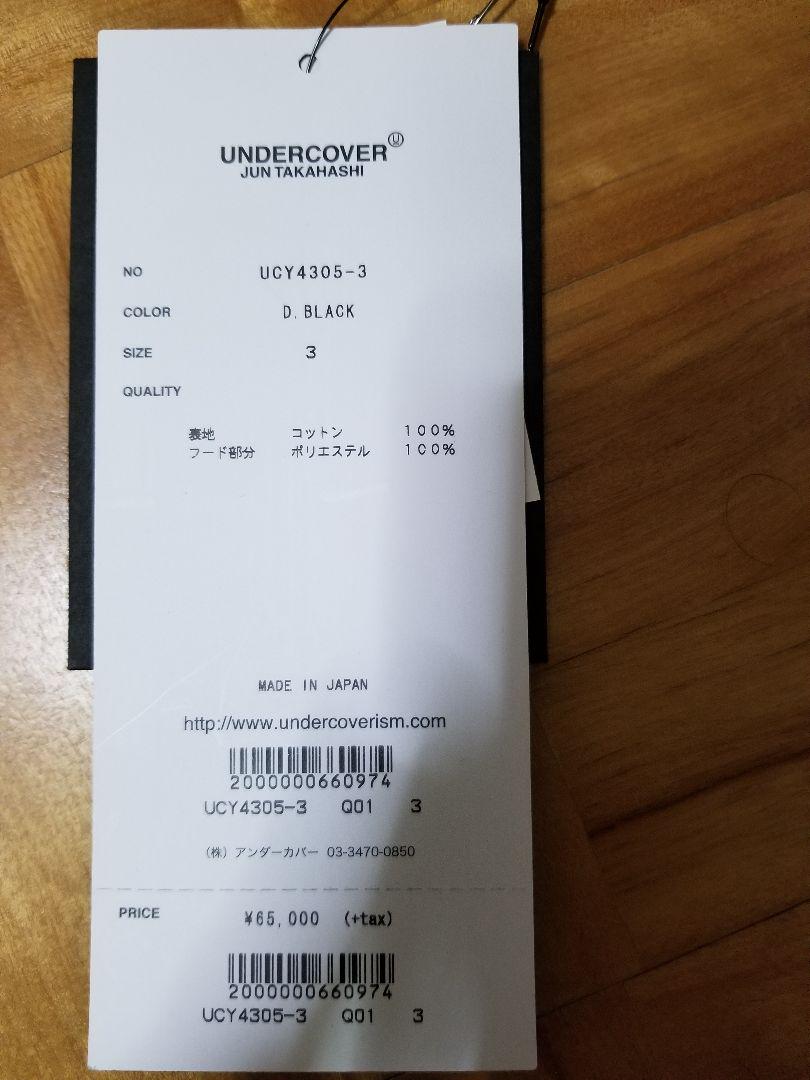 UNDERCOVER Ⓤ
JUN TAKAHASHI
NO UCY4305-3
COLOR D.BLACK
SIZE 3
QUALITY
裏地 コットン 100%
フード部分 ポリエステル 100%
MADE IN JAPAN
http://www.undercoverism.com
2000000660974
UCY4305-3 Q01 3
(株) アンダーカバー 03-3470-0850
PRICE ¥65,000 (+tax)
2000000660974
UCY4305-3 Q01 3